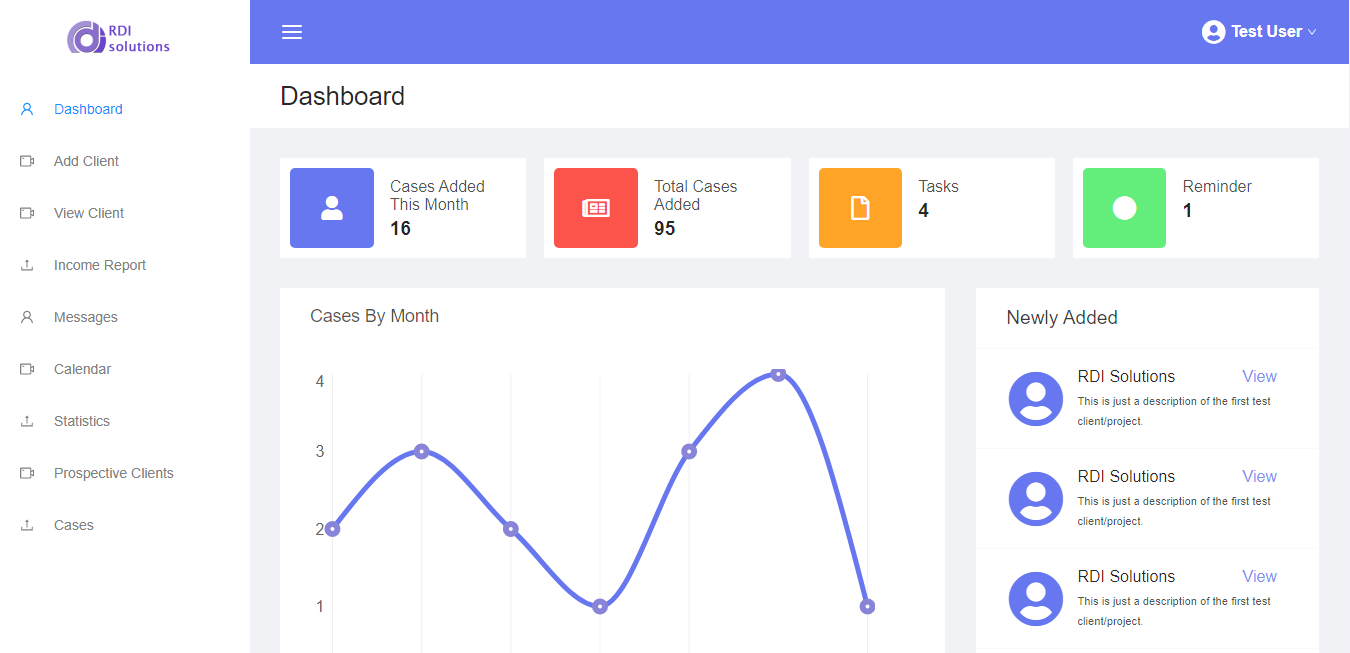 RDI
solutions
Test User
Dashboard
Add Client
View Client
Income Report
Messages
Calendar
Statistics
Prospective Clients
Cases
Dashboard
Cases Added
This Month
16
Total Cases
Added
95
Tasks
4
Reminder
1
Cases By Month
4
3
2
1
Newly Added
RDI Solutions View
This is just a description of the first test
client/project.
RDI Solutions View
This is just a description of the first test
client/project.
RDI Solutions View
This is just a description of the first test
client/project.